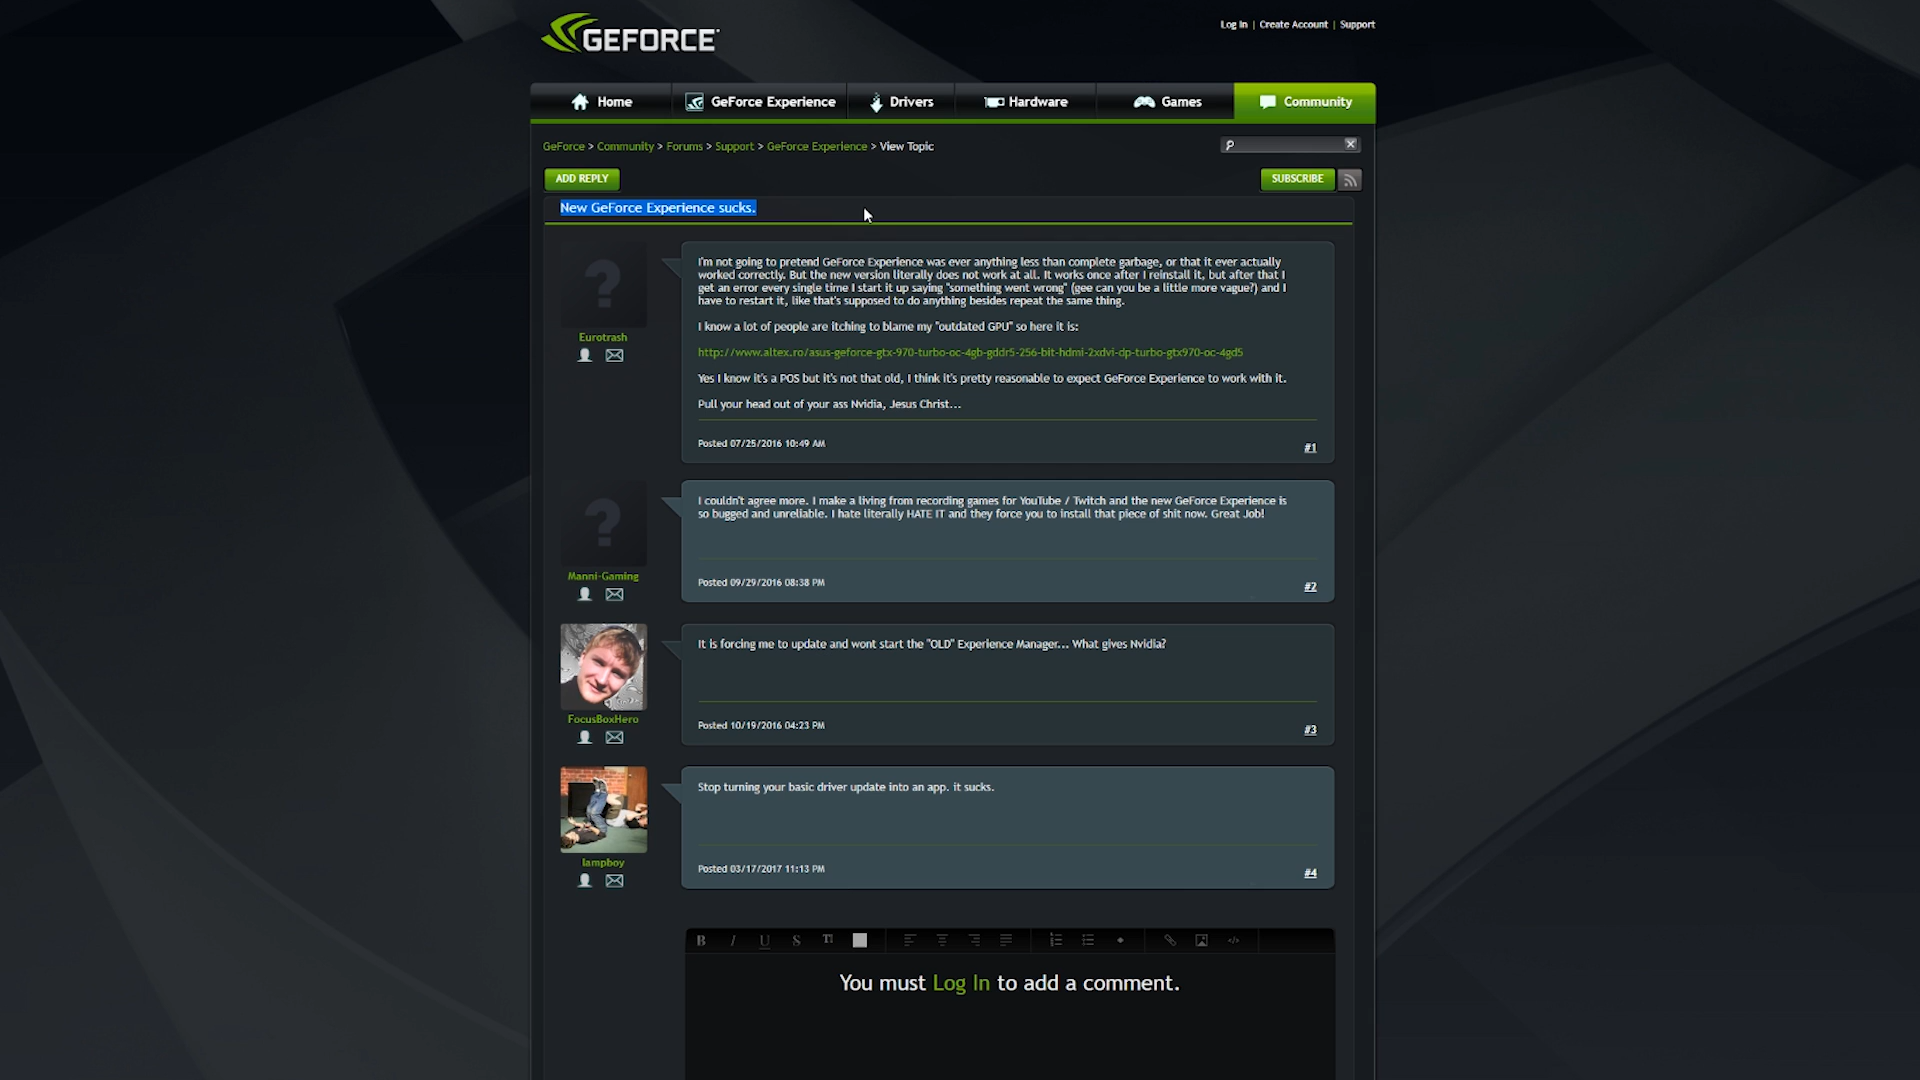 GEFORCE
Log In | Create Account | Support
Home
GeForce Experience
Drivers
Hardware
Games
Community
GeForce > Community > Forums > Support > GeForce Experience > View Topic
ADD REPLY
SUBSCRIBE
New GeForce Experience sucks.
I'm not going to pretend GeForce Experience was ever anything less than complete garbage, or that it ever actually
worked correctly. But the new version literally does not work at all. It works once after I reinstall it, but after that I
get an error every single time I start it up saying "something went wrong" (gee can you be a little more vague?) and I
have to restart it, like that's supposed to do anything besides repeat the same thing.
I know a lot of people are itching to blame my "outdated GPU" so here it is:
http://www.altex.ro/asus-geforce-gtx-970-turbo-oc-4gb-gddr5-256-bit-hdmi-2xdvi-dp-turbo-gtx970-oc-4gd5
Yes I know it's a POS but it's not that old, I think it's pretty reasonable to expect GeForce Experience to work with it.
Pull your head out of your ass Nvidia, Jesus Christ...
Eurotrash
Posted 07/25/2016 10:49 AM
#1
I couldn't agree more. I make a living from recording games for YouTube / Twitch and the new GeForce Experience is
so bugged and unreliable. I hate literally HATE IT and they force you to install that piece of shit now. Great Job!
Manni-Gaming
Posted 09/29/2016 08:38 PM
#2
It is forcing me to update and wont start the "OLD" Experience Manager... What gives Nvidia?
FocusBoxHero
Posted 10/19/2016 04:23 PM
#3
Stop turning your basic driver update into an app. it sucks.
lampboy
Posted 03/17/2017 11:13 PM
#4
You must Log In to add a comment.